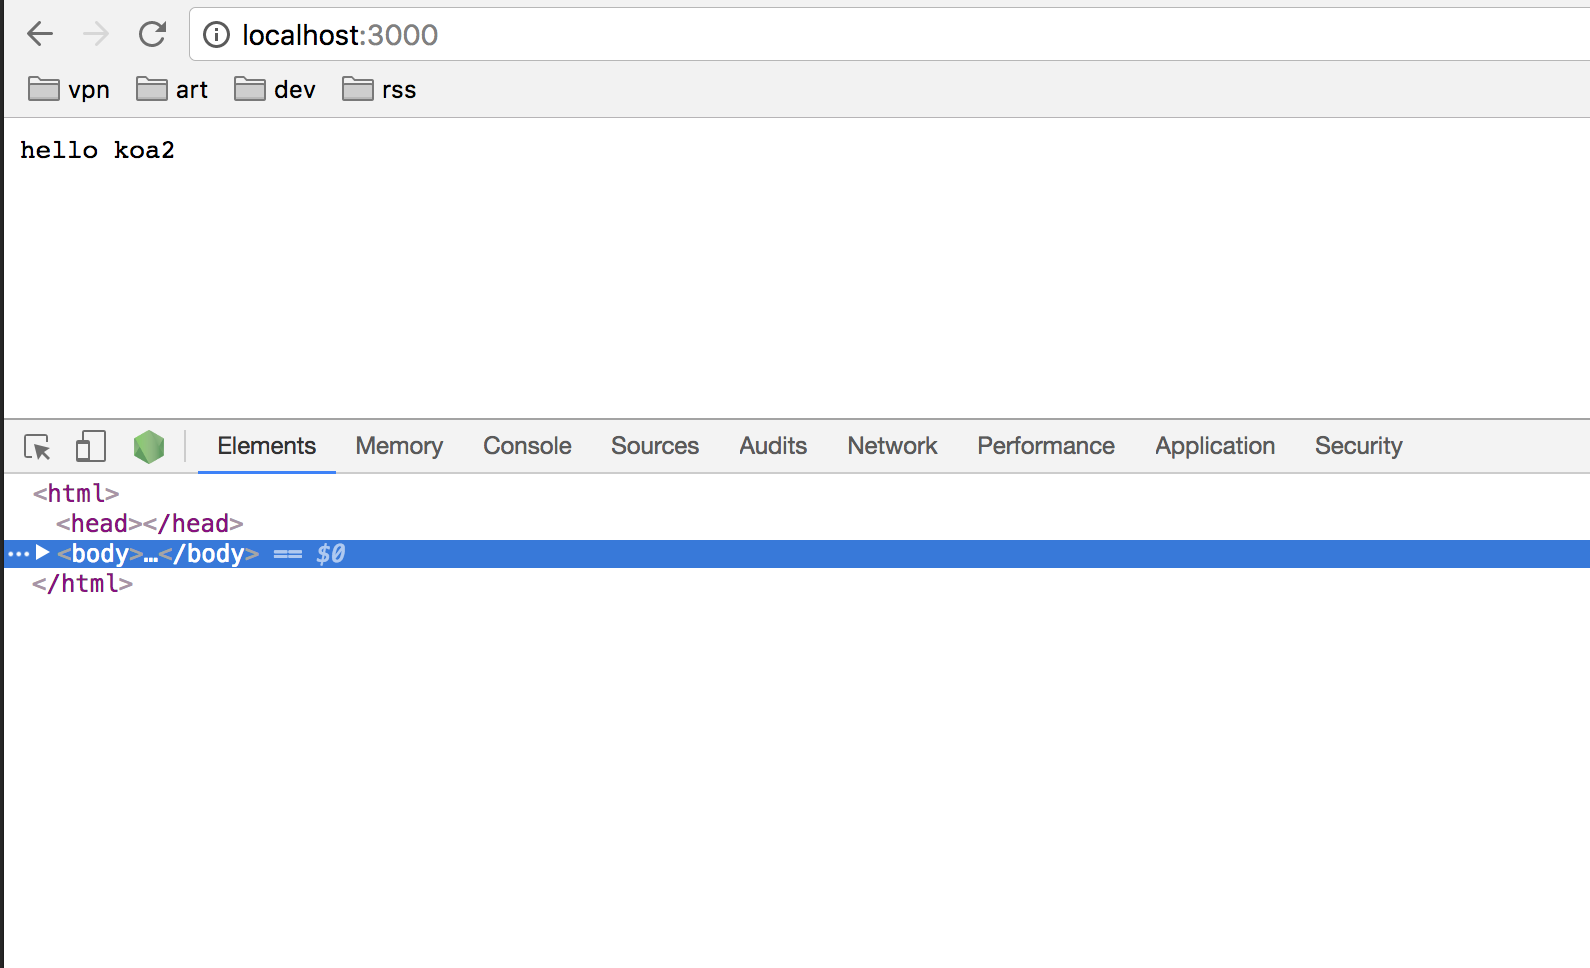 localhost:3000
vpn art dev rss
hello koa2
Elements Memory Console Sources Audits Network Performance Application Security
<html>
<head></head>
<body>…</body> == $0
</html>